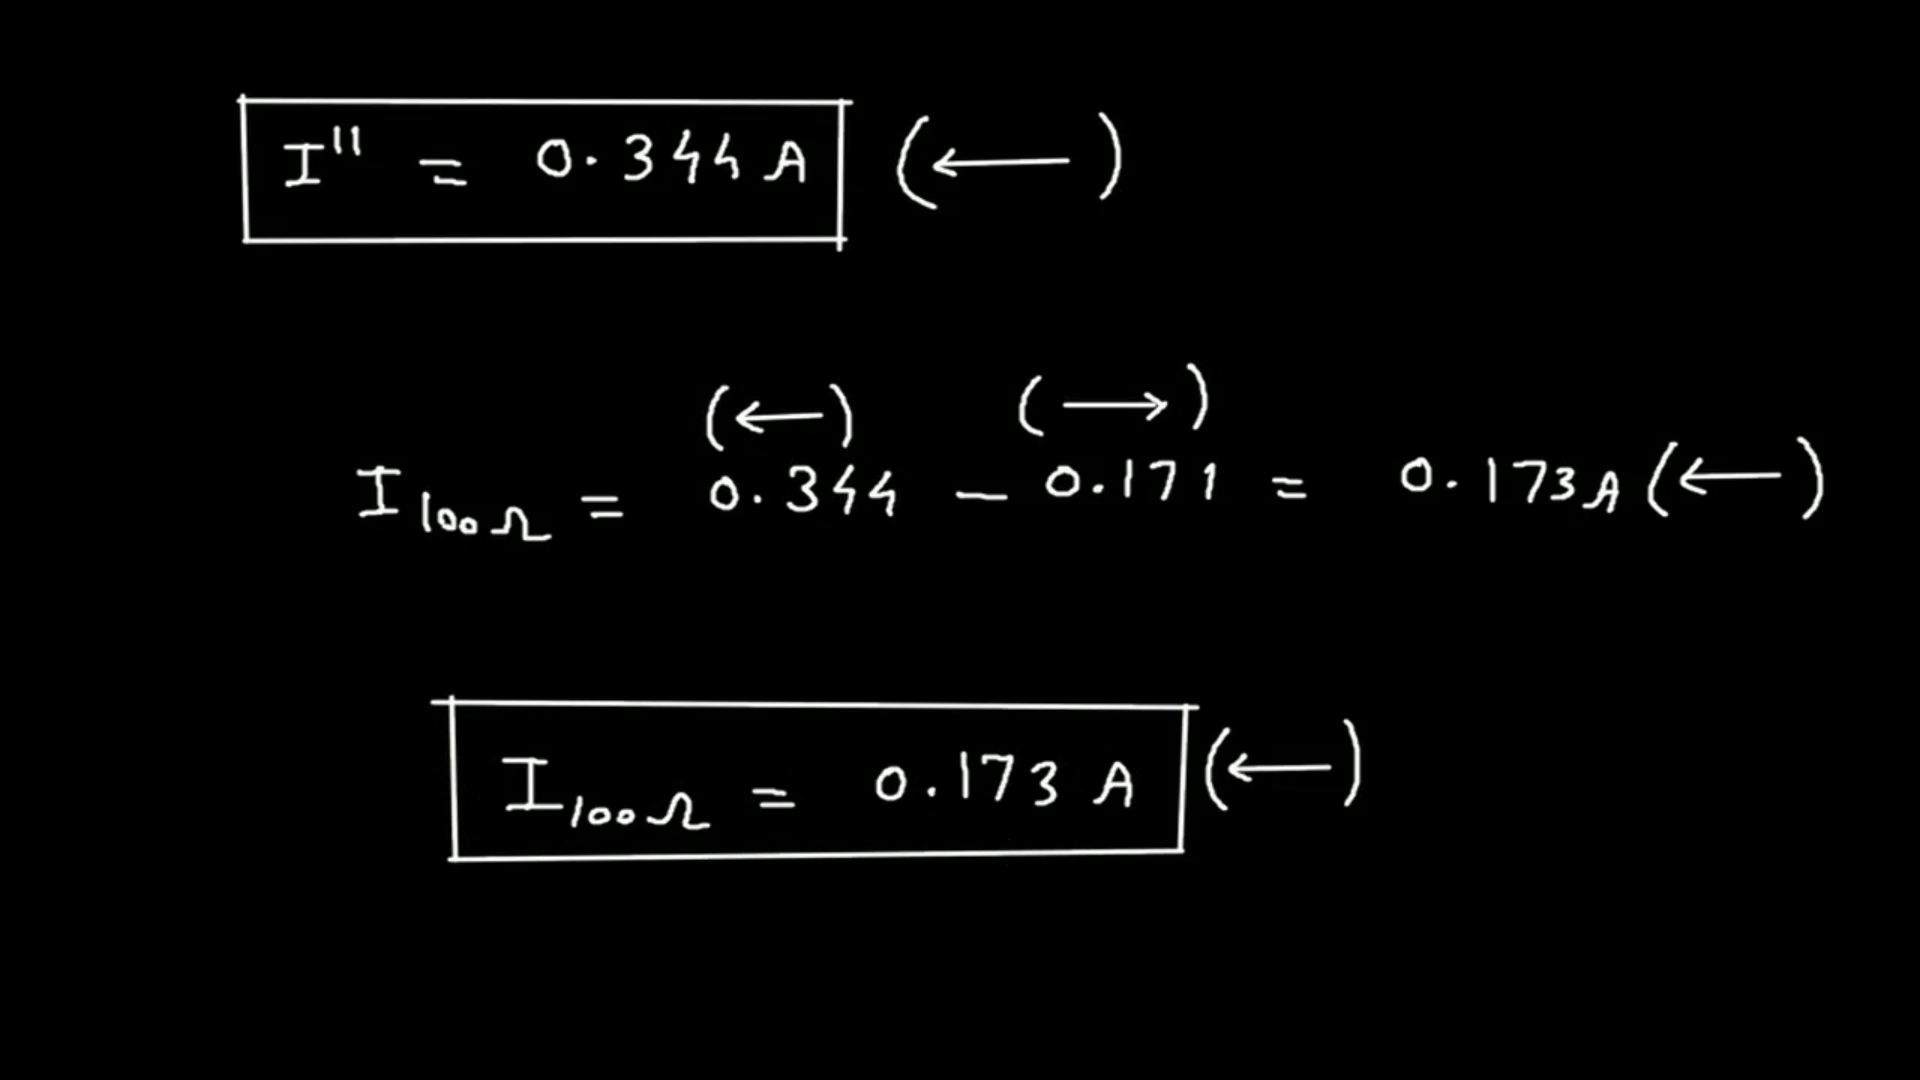 I'' = 0.344 A (←)
(←) (→)
I₁₀₀Ω = 0.344 − 0.171 = 0.173A (←)
I₁₀₀Ω = 0.173 A (←)